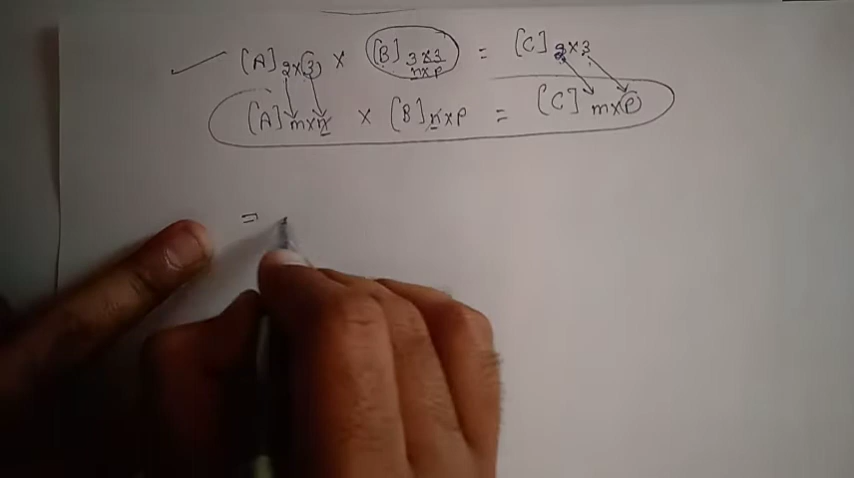 ✓ [A] 2×3 × [B] 3×3 = [C] 2×3
n×p
[A] m×n × [B] n×p = [C] m×p
=